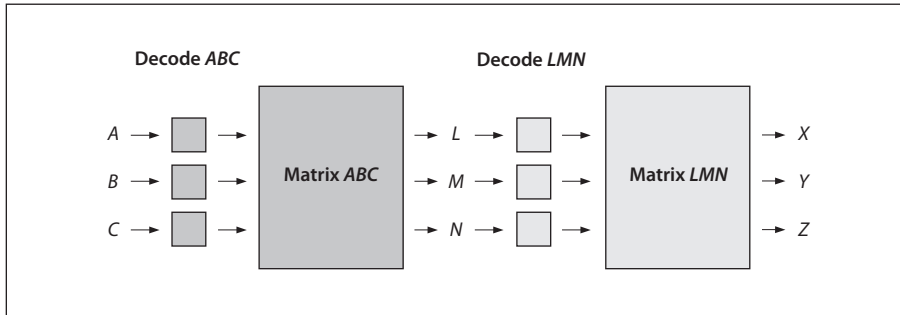 Decode ABC Decode LMN
A L X
B Matrix ABC M Matrix LMN Y
C N Z